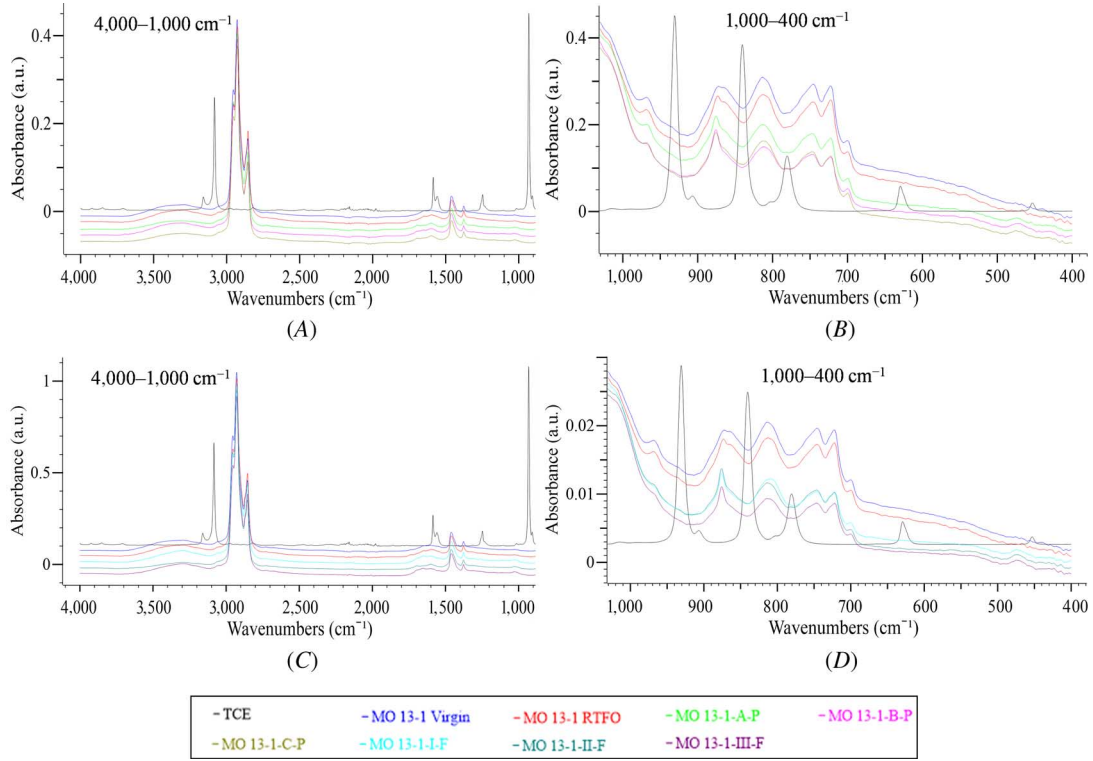 4,000–1,000 cm⁻¹
Absorbance (a.u.)
0.4
0.2
0
4,000 3,500 3,000 2,500 2,000 1,500 1,000
Wavenumbers (cm⁻¹)
(A)
1,000–400 cm⁻¹
Absorbance (a.u.)
0.4
0.2
0
1,000 900 800 700 600 500 400
Wavenumbers (cm⁻¹)
(B)
4,000–1,000 cm⁻¹
Absorbance (a.u.)
1
0.5
0
4,000 3,500 3,000 2,500 2,000 1,500 1,000
Wavenumbers (cm⁻¹)
(C)
1,000–400 cm⁻¹
Absorbance (a.u.)
0.02
0.01
0
1,000 900 800 700 600 500 400
Wavenumbers (cm⁻¹)
(D)
–TCE –MO 13-1 Virgin –MO 13-1 RTFO –MO 13-1-A-P –MO 13-1-B-P
–MO 13-1-C-P –MO 13-1-I-F –MO 13-1-II-F –MO 13-1-III-F